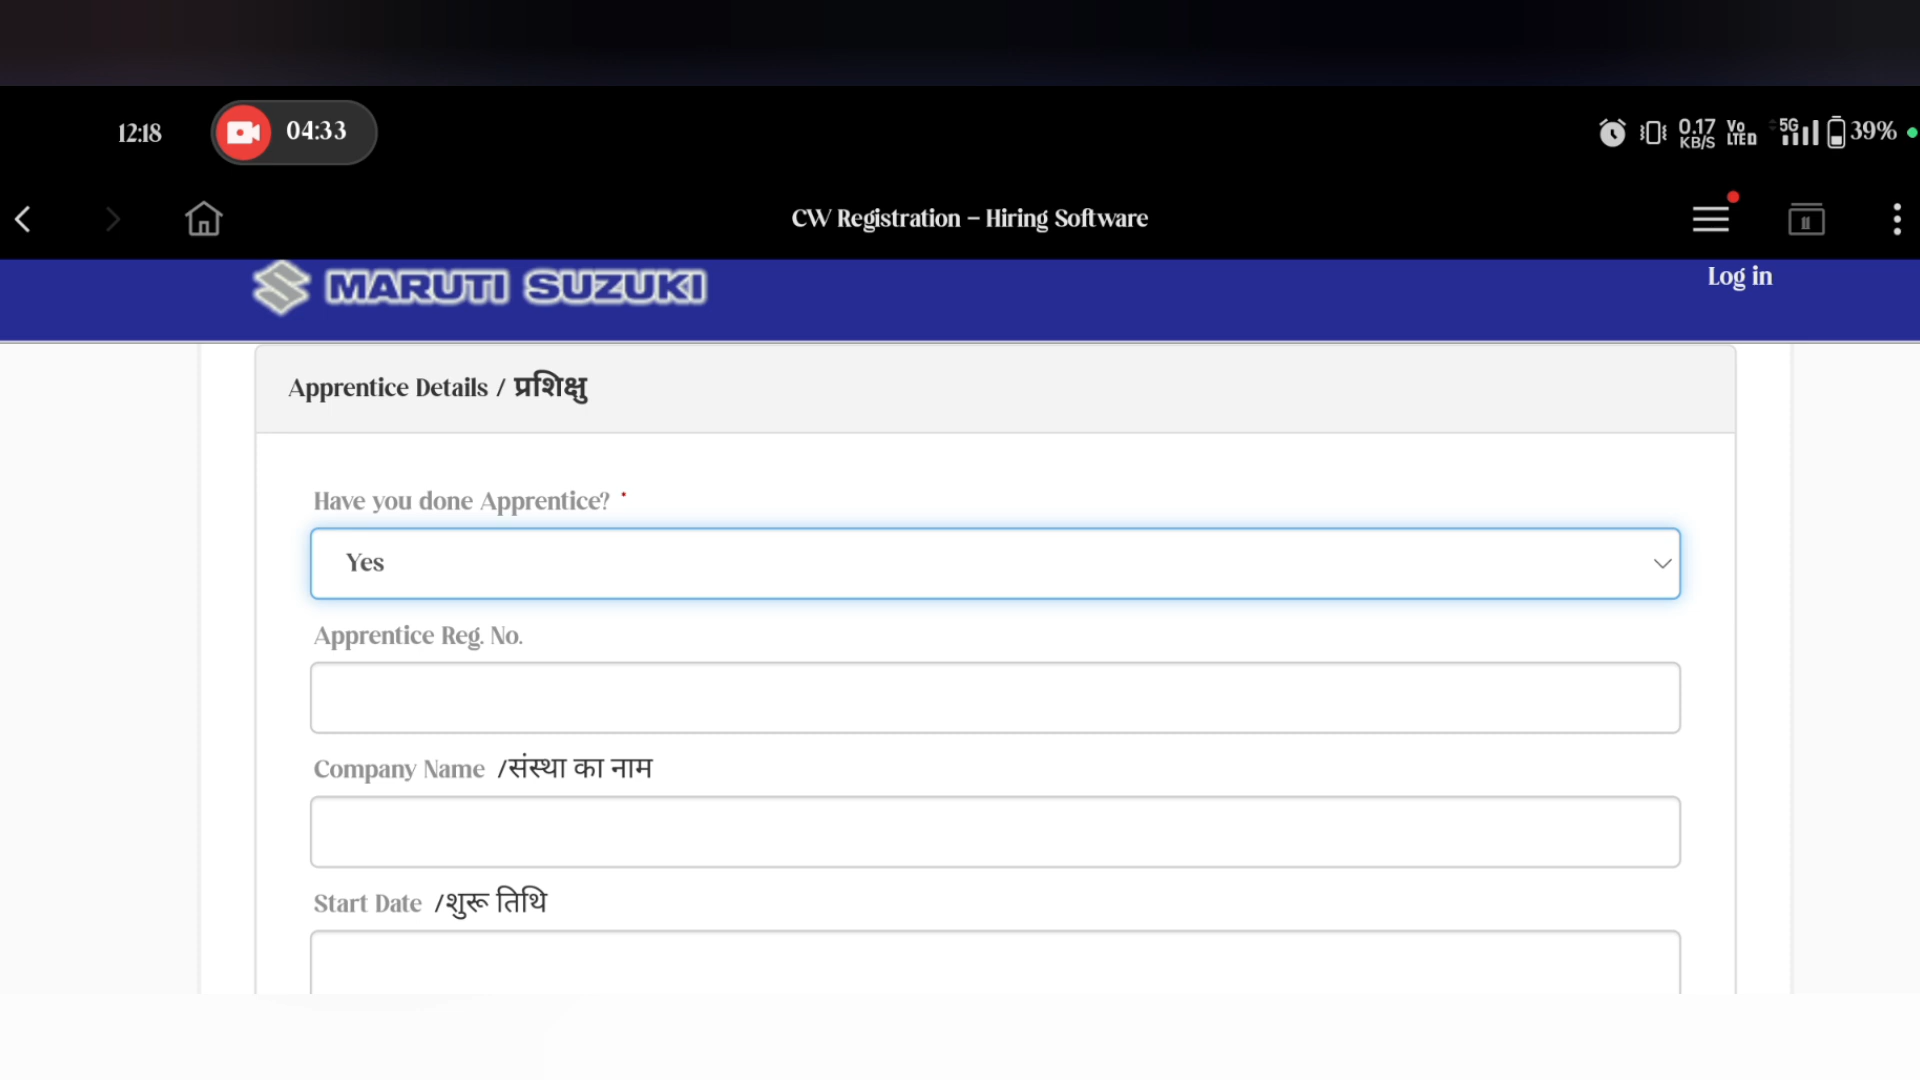 12:18
04:33
0.17
KB/S
Vo
LTE
5G
39%
CW Registration – Hiring Software
11
MARUTI SUZUKI
Log in
Apprentice Details / प्रशिक्षु
Have you done Apprentice? *
Yes
Apprentice Reg. No.
Company Name /संस्था का नाम
Start Date /शुरू तिथि